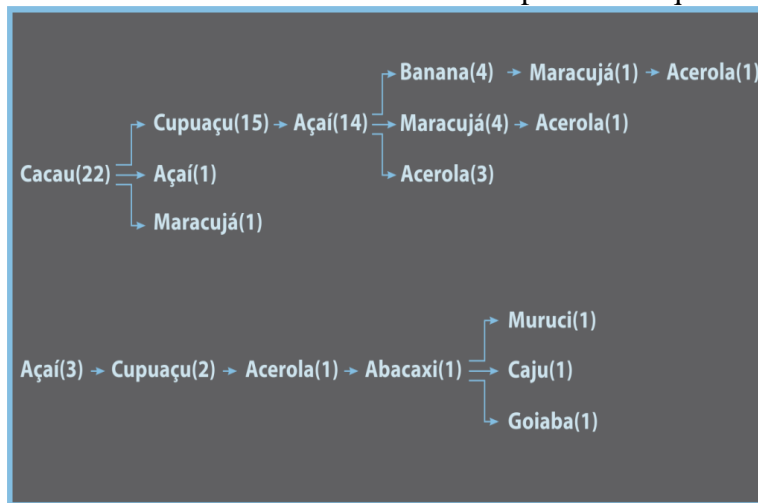 Banana(4) → Maracujá(1) → Acerola(1)
Cupuaçu(15) → Açaí(14) → Maracujá(4) → Acerola(1)
Cacau(22) → Açaí(1)
Acerola(3)
Maracujá(1)
Muruci(1)
Açaí(3) → Cupuaçu(2) → Acerola(1) → Abacaxi(1) → Caju(1)
Goiaba(1)